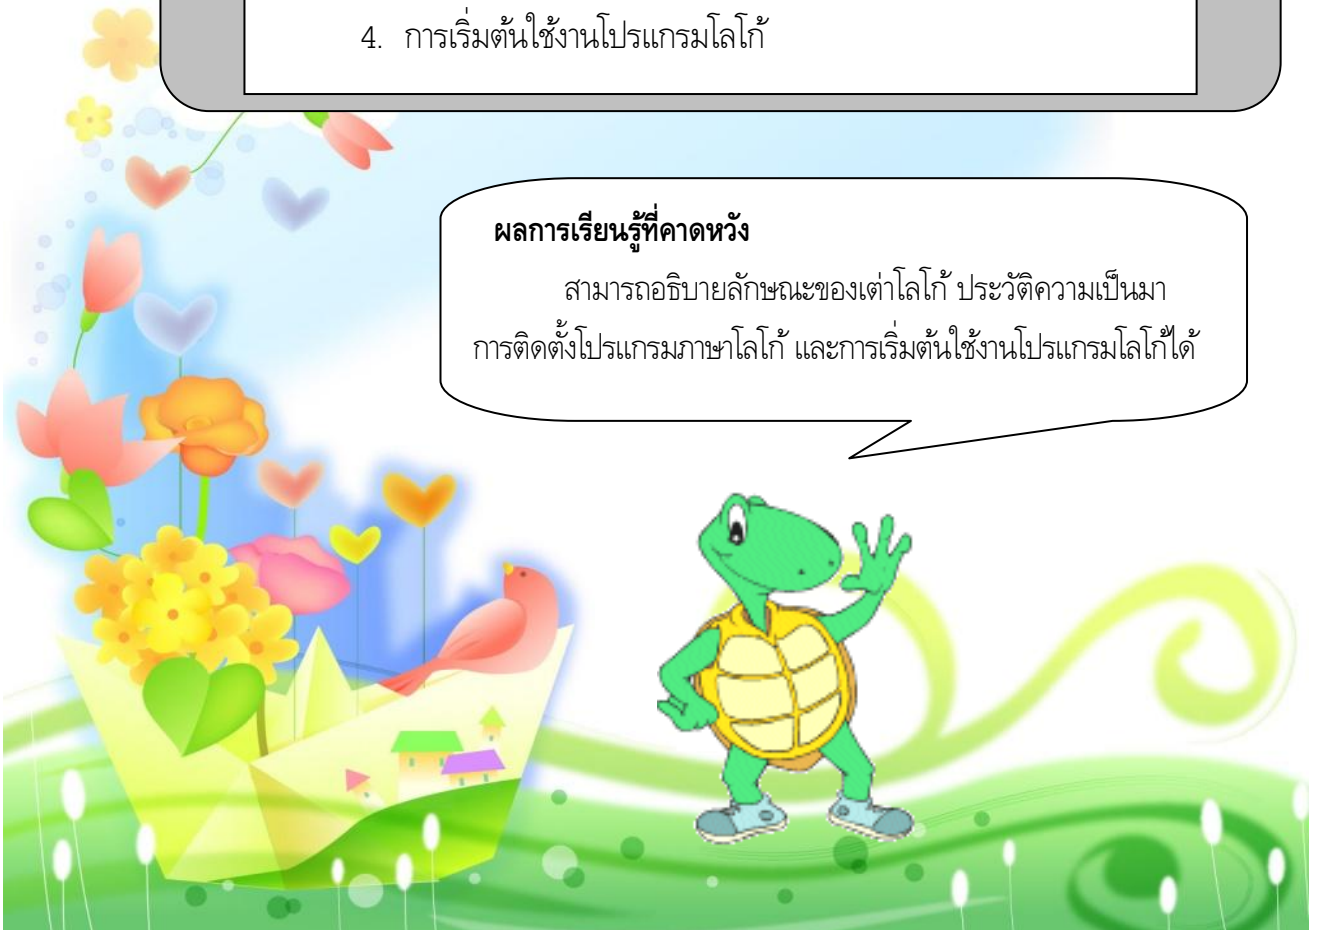 4. การเริ่มต้นใช้งานโปรแกรมโลโก้
ผลการเรียนรู้ที่คาดหวัง
สามารถอธิบายลักษณะของเต่าโลโก้ ประวัติความเป็นมา
การติดตั้งโปรแกรมภาษาโลโก้ และการเริ่มต้นใช้งานโปรแกรมโลโก้ได้